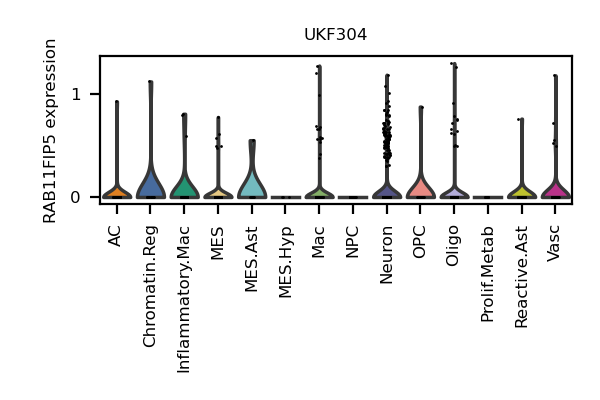 UKF304
RAB11FIP5 expression
1
0
AC
Chromatin.Reg
Inflammatory.Mac
MES
MES.Ast
MES.Hyp
Mac
NPC
Neuron
OPC
Oligo
Prolif.Metab
Reactive.Ast
Vasc